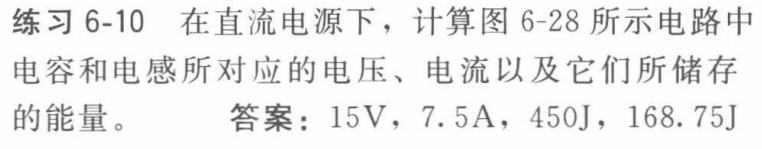 练习 6-10 在直流电源下，计算图 6-28 所示电路中
电容和电感所对应的电压、电流以及它们所储存
的能量。 答案：15V，7.5A，450J，168.75J